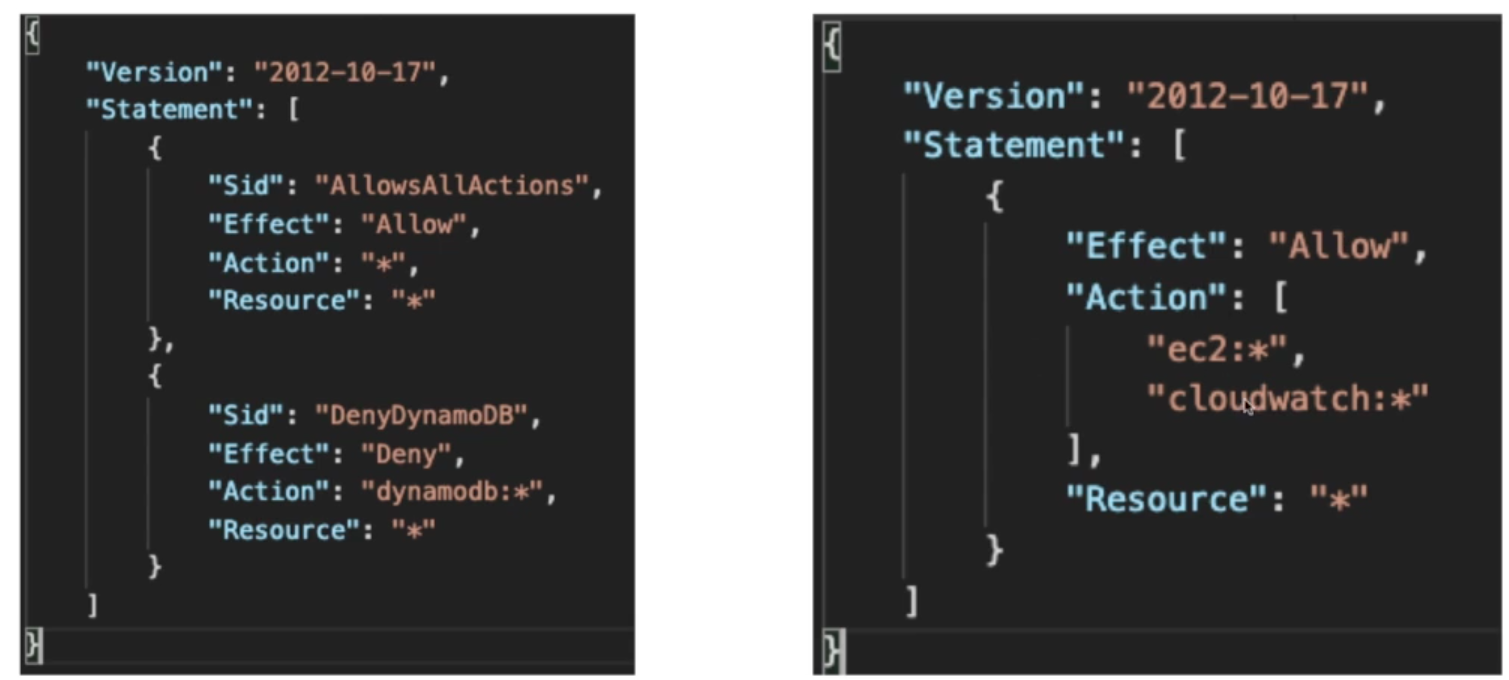 {
"Version": "2012-10-17",
"Statement": [
{
"Sid": "AllowsAllActions",
"Effect": "Allow",
"Action": "*",
"Resource": "*"
},
{
"Sid": "DenyDynamoDB",
"Effect": "Deny",
"Action": "dynamodb:*",
"Resource": "*"
}
]
}
{
"Version": "2012-10-17",
"Statement": [
{
"Effect": "Allow",
"Action": [
"ec2:*",
"cloudwatch:*"
],
"Resource": "*"
}
]
}